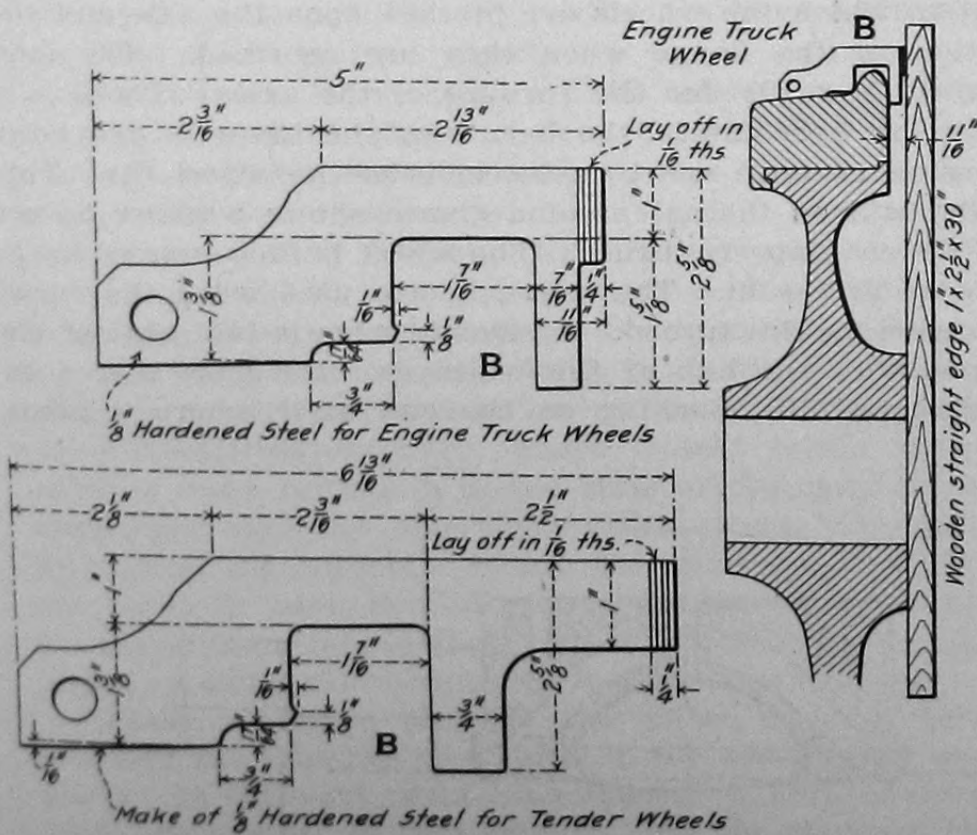 Engine Truck
Wheel
B
5"
2 3/16"
2 13/16"
Lay off in
1/16 ths
11/16"
1"
2 5/8"
1 5/8"
1 7/16"
7/16"
1/4"
11/16"
1 3/8"
1/16"
1/8"
3/4"
B
1/8" Hardened Steel for Engine Truck Wheels
Wooden straight edge 1"x 2 1/2"x 30"
6 13/16"
2 1/8"
2 3/16"
2 1/2"
Lay off in 1/16 ths.
1"
1"
1 7/16"
2 5/8"
1 3/8"
1/16"
1/8"
1/4"
3/4"
B
1/16"
3/4"
Make of 1/8" Hardened Steel for Tender Wheels